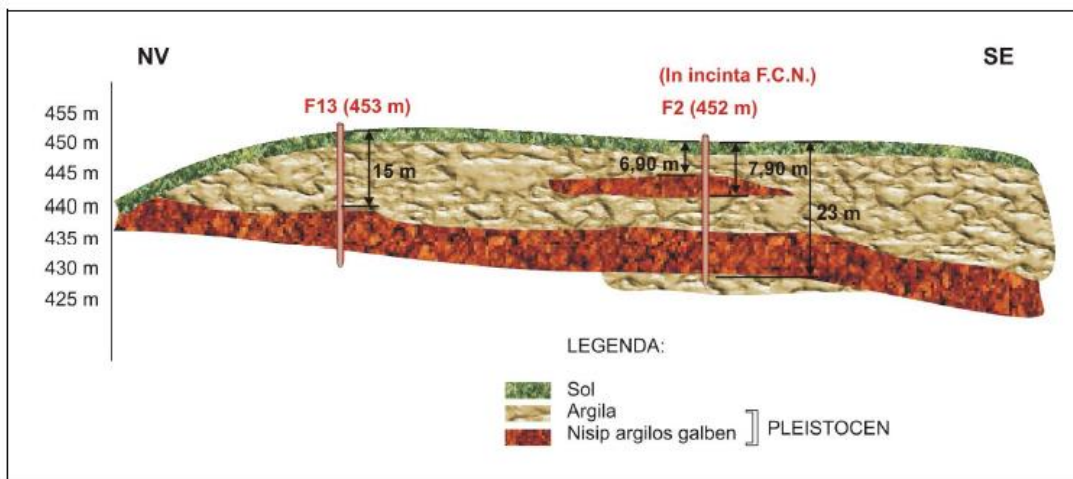 NV
SE
(In incinta F.C.N.)
F13 (453 m)
F2 (452 m)
455 m
450 m
445 m
440 m
435 m
430 m
425 m
15 m
6,90 m
7,90 m
23 m
LEGENDA:
Sol
Argila
Nisip argilos galben
PLEISTOCEN